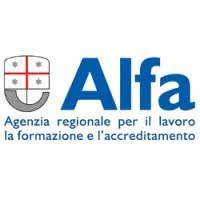 Alfa
Agenzia regionale per il lavoro
la formazione e l'accreditamento